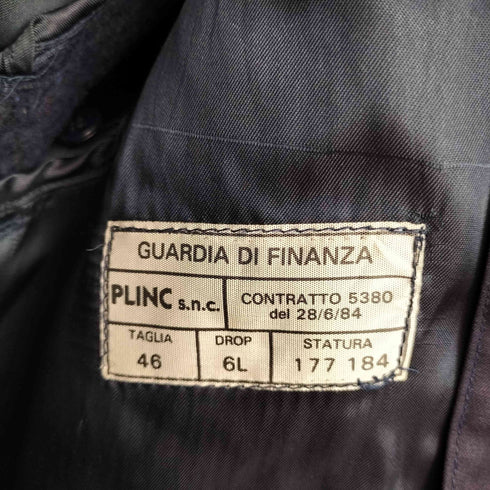 GUARDIA DI FINANZA
PLINC s.n.c.
CONTRATTO 5380
del 28/6/84
TAGLIA
46
DROP
6L
STATURA
177 184